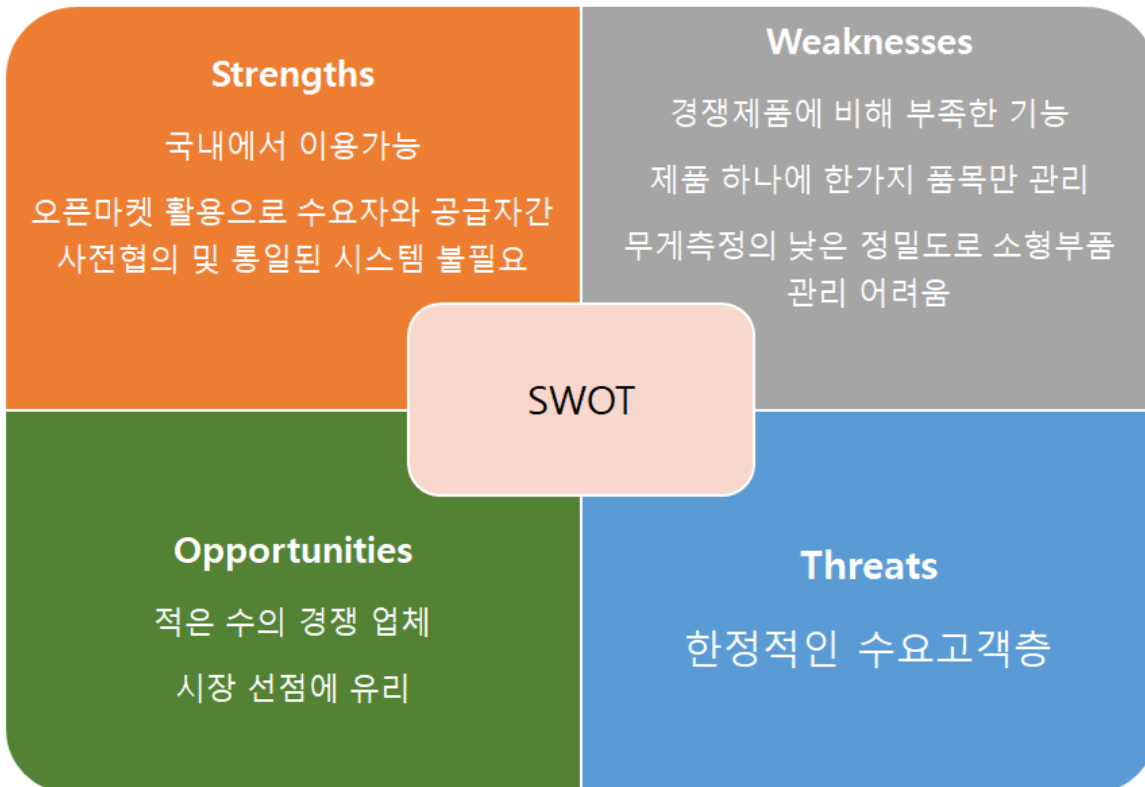 Strengths
국내에서 이용가능
오픈마켓 활용으로 수요자와 공급자간
사전협의 및 통일된 시스템 불필요
Weaknesses
경쟁제품에 비해 부족한 기능
제품 하나에 한가지 품목만 관리
무게측정의 낮은 정밀도로 소형부품
관리 어려움
SWOT
Opportunities
적은 수의 경쟁 업체
시장 선점에 유리
Threats
한정적인 수요고객층